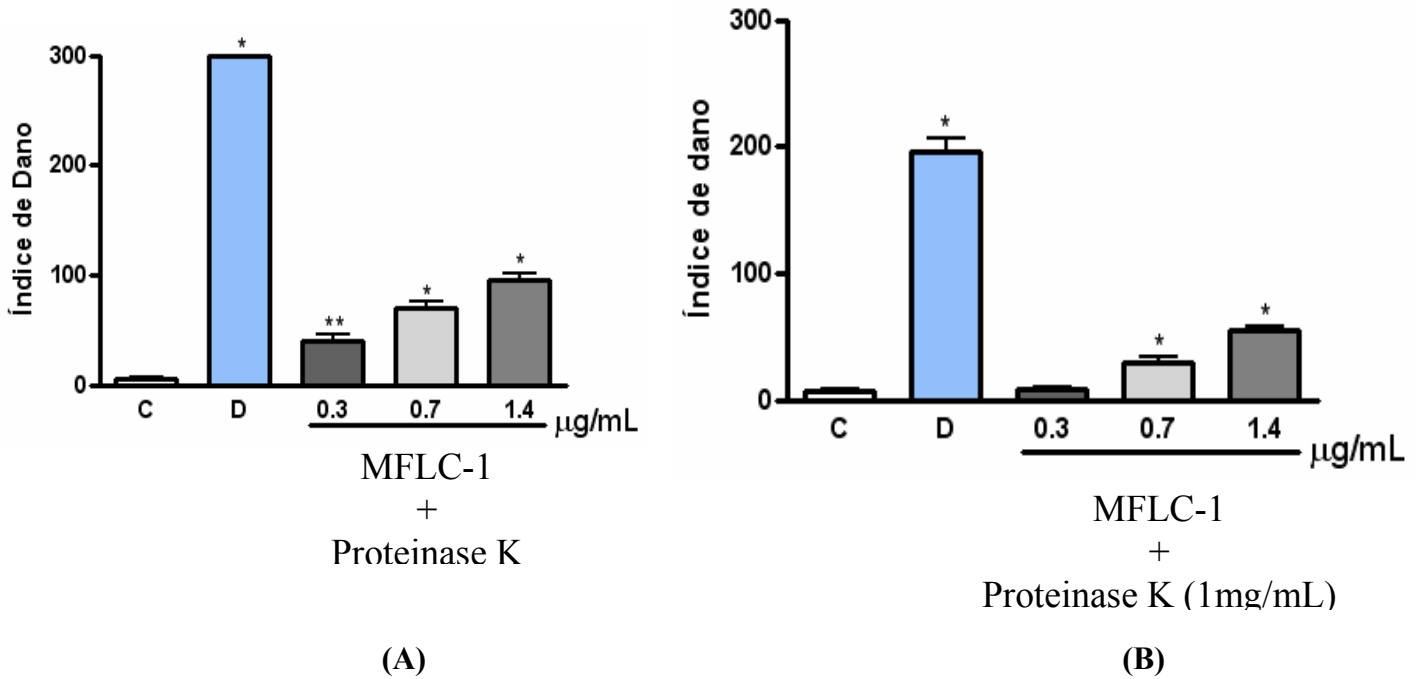 Índice de Dano
300
200
100
0
*
**
*
*
C D 0.3 0.7 1.4 µg/mL
MFLC-1
+
Proteinase K
(A)
Índice de dano
300
200
100
0
*
*
*
C D 0.3 0.7 1.4 µg/mL
MFLC-1
+
Proteinase K (1mg/mL)
(B)